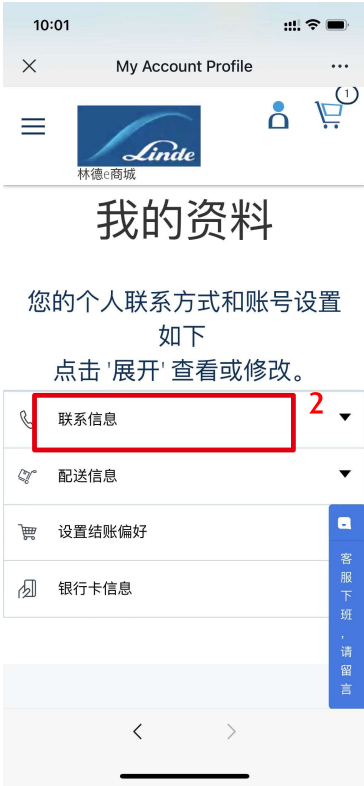 10:01
My Account Profile
1
Linde
林德e商城
我的资料
您的个人联系方式和账号设置
如下
点击 '展开' 查看或修改。
2
联系信息
配送信息
设置结账偏好
银行卡信息
客服下班，请留言